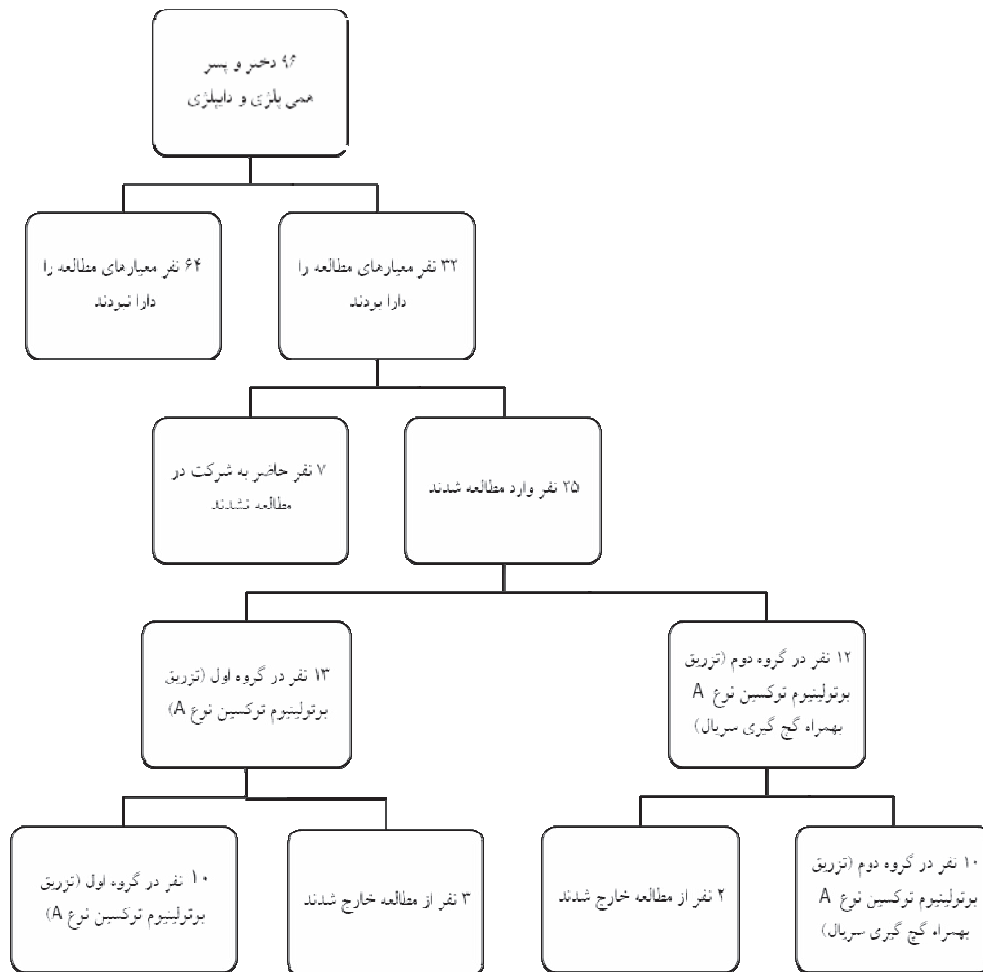 ۹۶ دختر و پسر
همی پلژی و دایپلژی
۳۲ نفر معیارهای مطالعه را
دارا بودند
۶۴ نفر معیارهای مطالعه را
دارا نبودند
۲۵ نفر وارد مطالعه شدند
۷ نفر حاضر به شرکت در
مطالعه نشدند
۱۲ نفر در گروه دوم (تزریق
بوتولینیوم توکسین نوع A
بهمراه گچ گیری سریال)
۱۳ نفر در گروه اول (تزریق
بوتولینیوم توکسین نوع A)
۱۰ نفر در گروه دوم (تزریق
بوتولینیوم توکسین نوع A
بهمراه گچ گیری سریال)
۲ نفر از مطالعه خارج شدند
۳ نفر از مطالعه خارج شدند
۱۰ نفر در گروه اول (تزریق
بوتولینیوم توکسین نوع A)